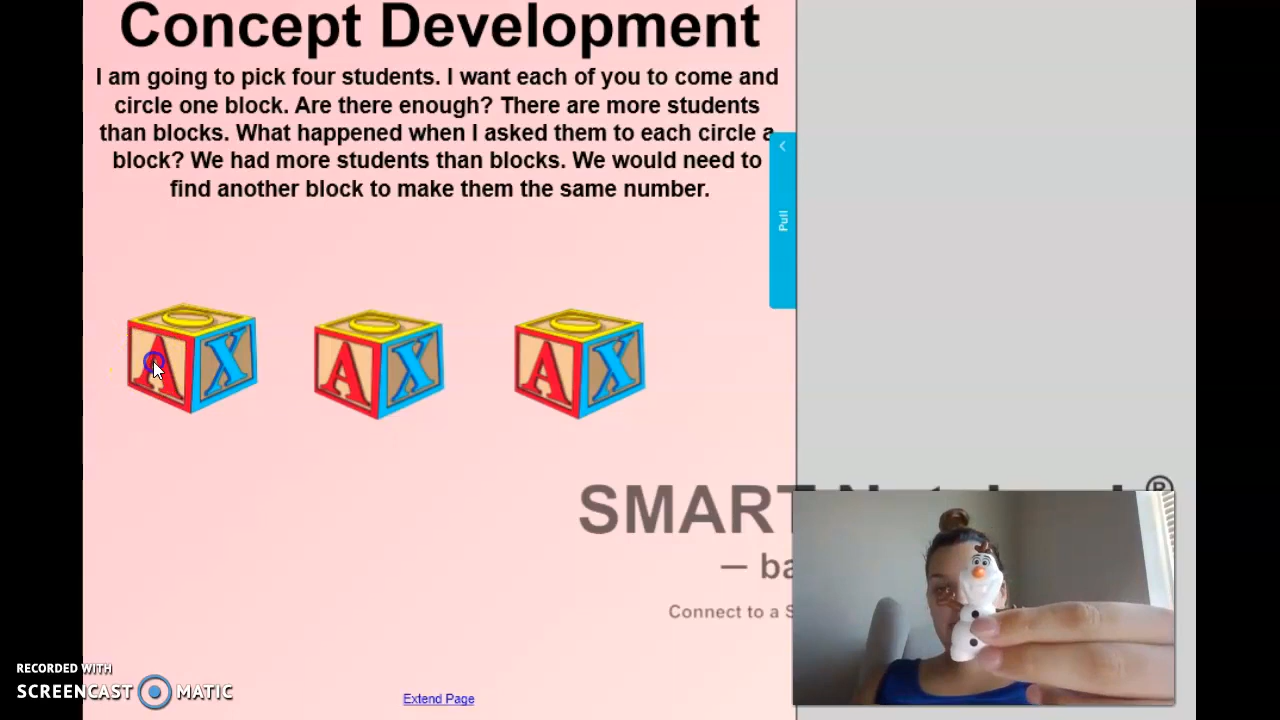 Concept Development
I am going to pick four students. I want each of you to come and
circle one block. Are there enough? There are more students
than blocks. What happened when I asked them to each circle a
block? We had more students than blocks. We would need to
find another block to make them the same number.
Pull
A X A X A X
SMART
®
— ba
Connect to a S
RECORDED WITH
SCREENCAST MATIC
Extend Page